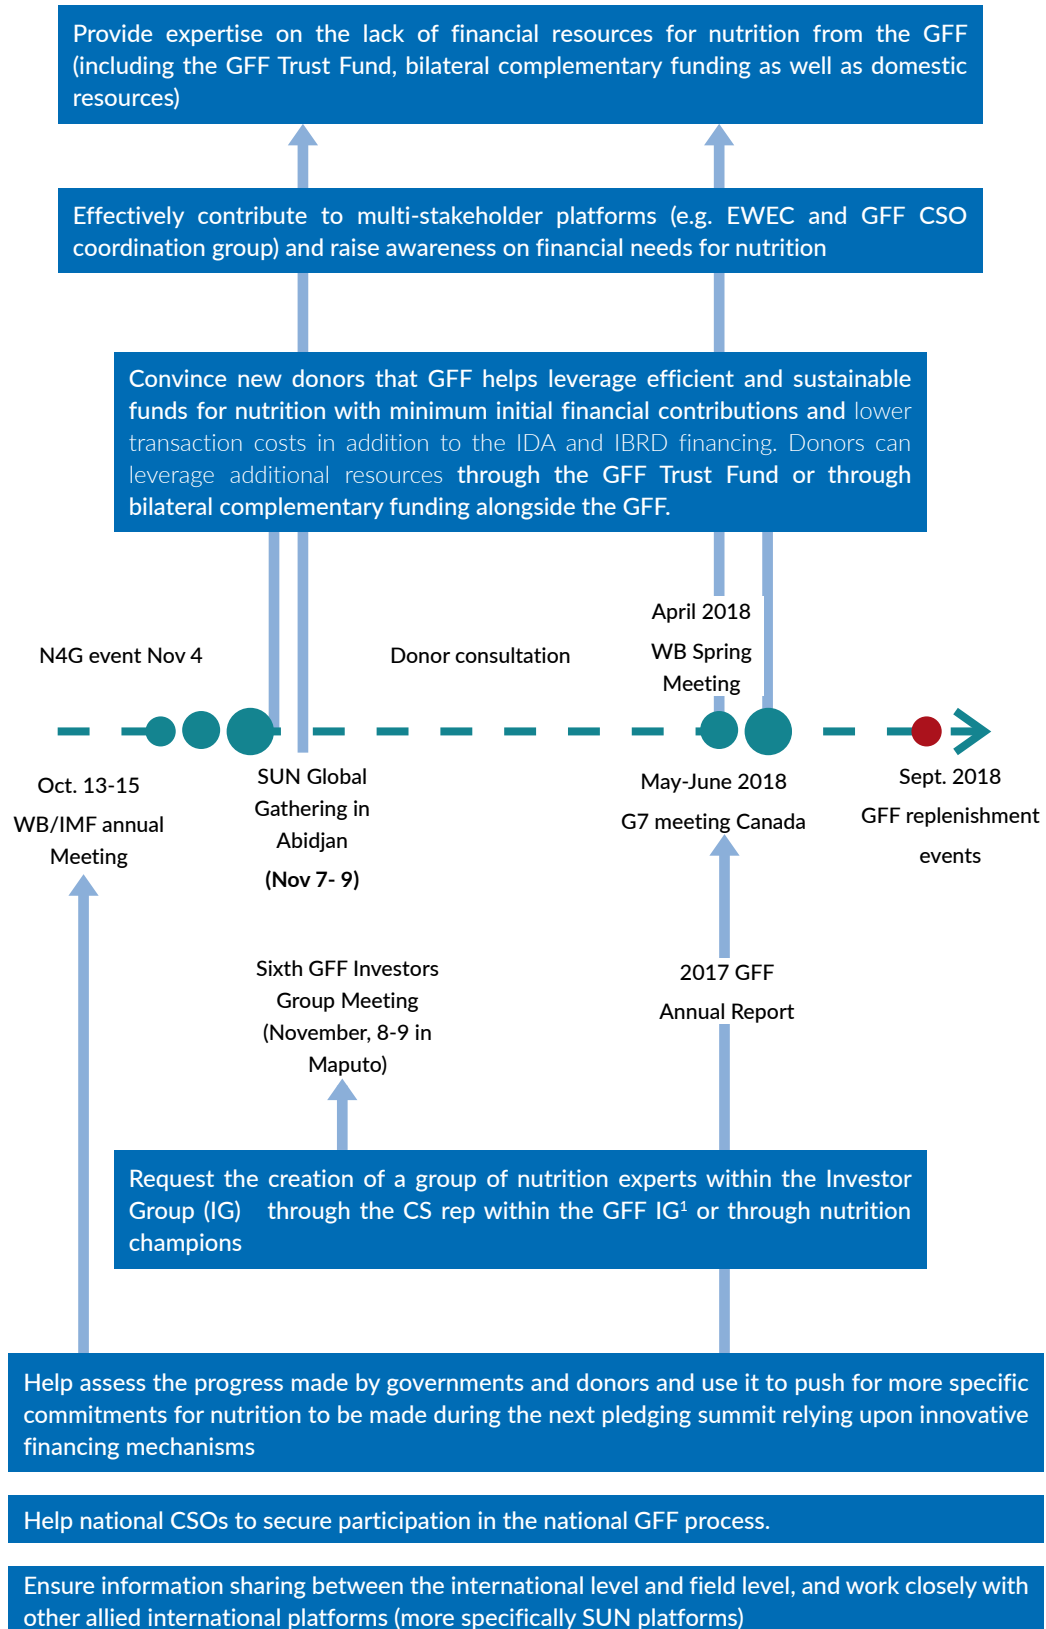 Provide expertise on the lack of financial resources for nutrition from the GFF
(including the GFF Trust Fund, bilateral complementary funding as well as domestic
resources)
Effectively contribute to multi-stakeholder platforms (e.g. EWEC and GFF CSO
coordination group) and raise awareness on financial needs for nutrition
Convince new donors that GFF helps leverage efficient and sustainable
funds for nutrition with minimum initial financial contributions and lower
transaction costs in addition to the IDA and IBRD financing. Donors can
leverage additional resources through the GFF Trust Fund or through
bilateral complementary funding alongside the GFF.
N4G event Nov 4
Donor consultation
April 2018
WB Spring
Meeting
Oct. 13-15
WB/IMF annual
Meeting
SUN Global
Gathering in
Abidjan
(Nov 7- 9)
May-June 2018
G7 meeting Canada
Sept. 2018
GFF replenishment
events
Sixth GFF Investors
Group Meeting
(November, 8-9 in
Maputo)
2017 GFF
Annual Report
Request the creation of a group of nutrition experts within the Investor
Group (IG) through the CS rep within the GFF IG¹ or through nutrition
champions
Help assess the progress made by governments and donors and use it to push for more specific
commitments for nutrition to be made during the next pledging summit relying upon innovative
financing mechanisms
Help national CSOs to secure participation in the national GFF process.
Ensure information sharing between the international level and field level, and work closely with
other allied international platforms (more specifically SUN platforms)